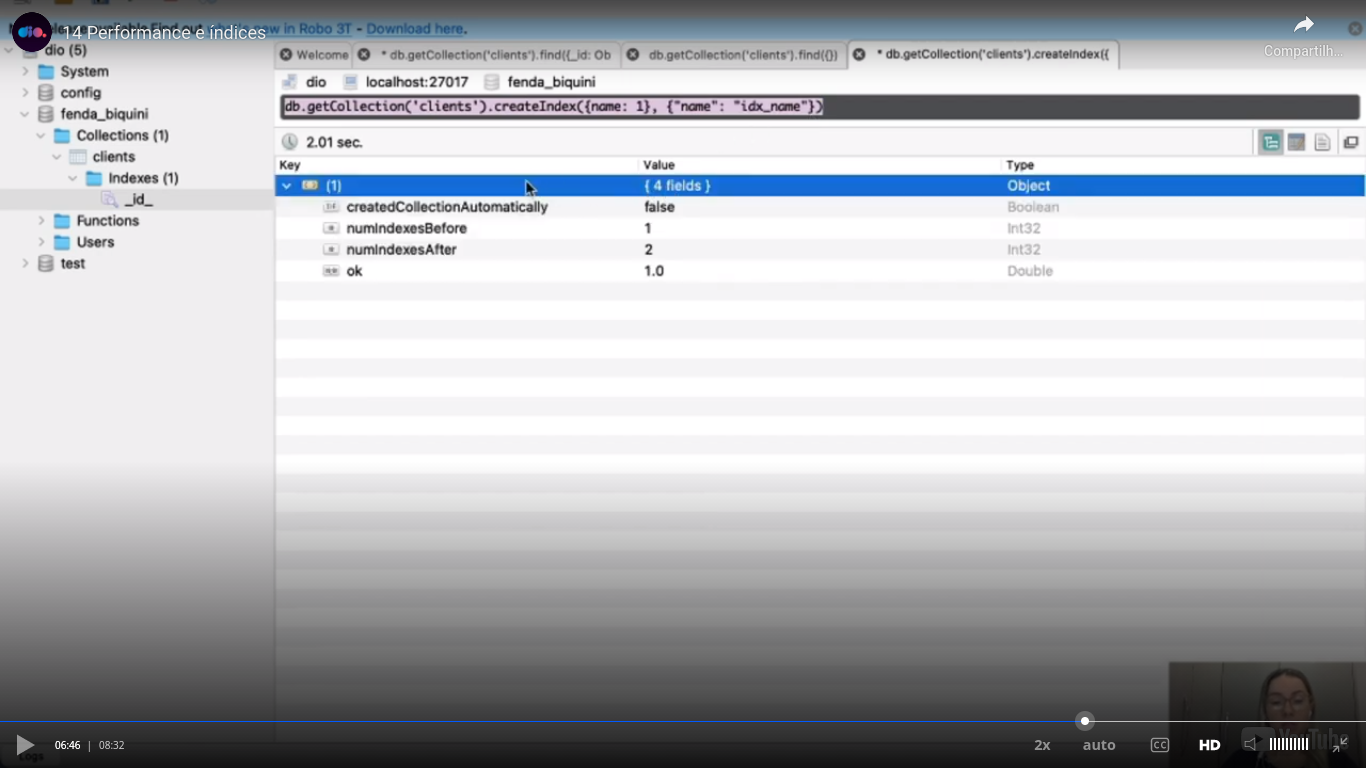 14 Performance e índices
what's new in Robo 3T - Download here.
Compartilh...
dio (5)
System
config
fenda_biquini
Collections (1)
clients
Indexes (1)
_id_
Functions
Users
test
Welcome
* db.getCollection('clients').find({_id: Ob
db.getCollection('clients').find({})
* db.getCollection('clients').createIndex({
dio localhost:27017 fenda_biquini
db.getCollection('clients').createIndex({name: 1}, {"name": "idx_name"})
2.01 sec.
Key Value Type
(1) { 4 fields } Object
createdCollectionAutomatically false Boolean
numIndexesBefore 1 Int32
numIndexesAfter 2 Int32
ok 1.0 Double
06:46 | 08:32
2x auto CC HD
YouTube
Logs